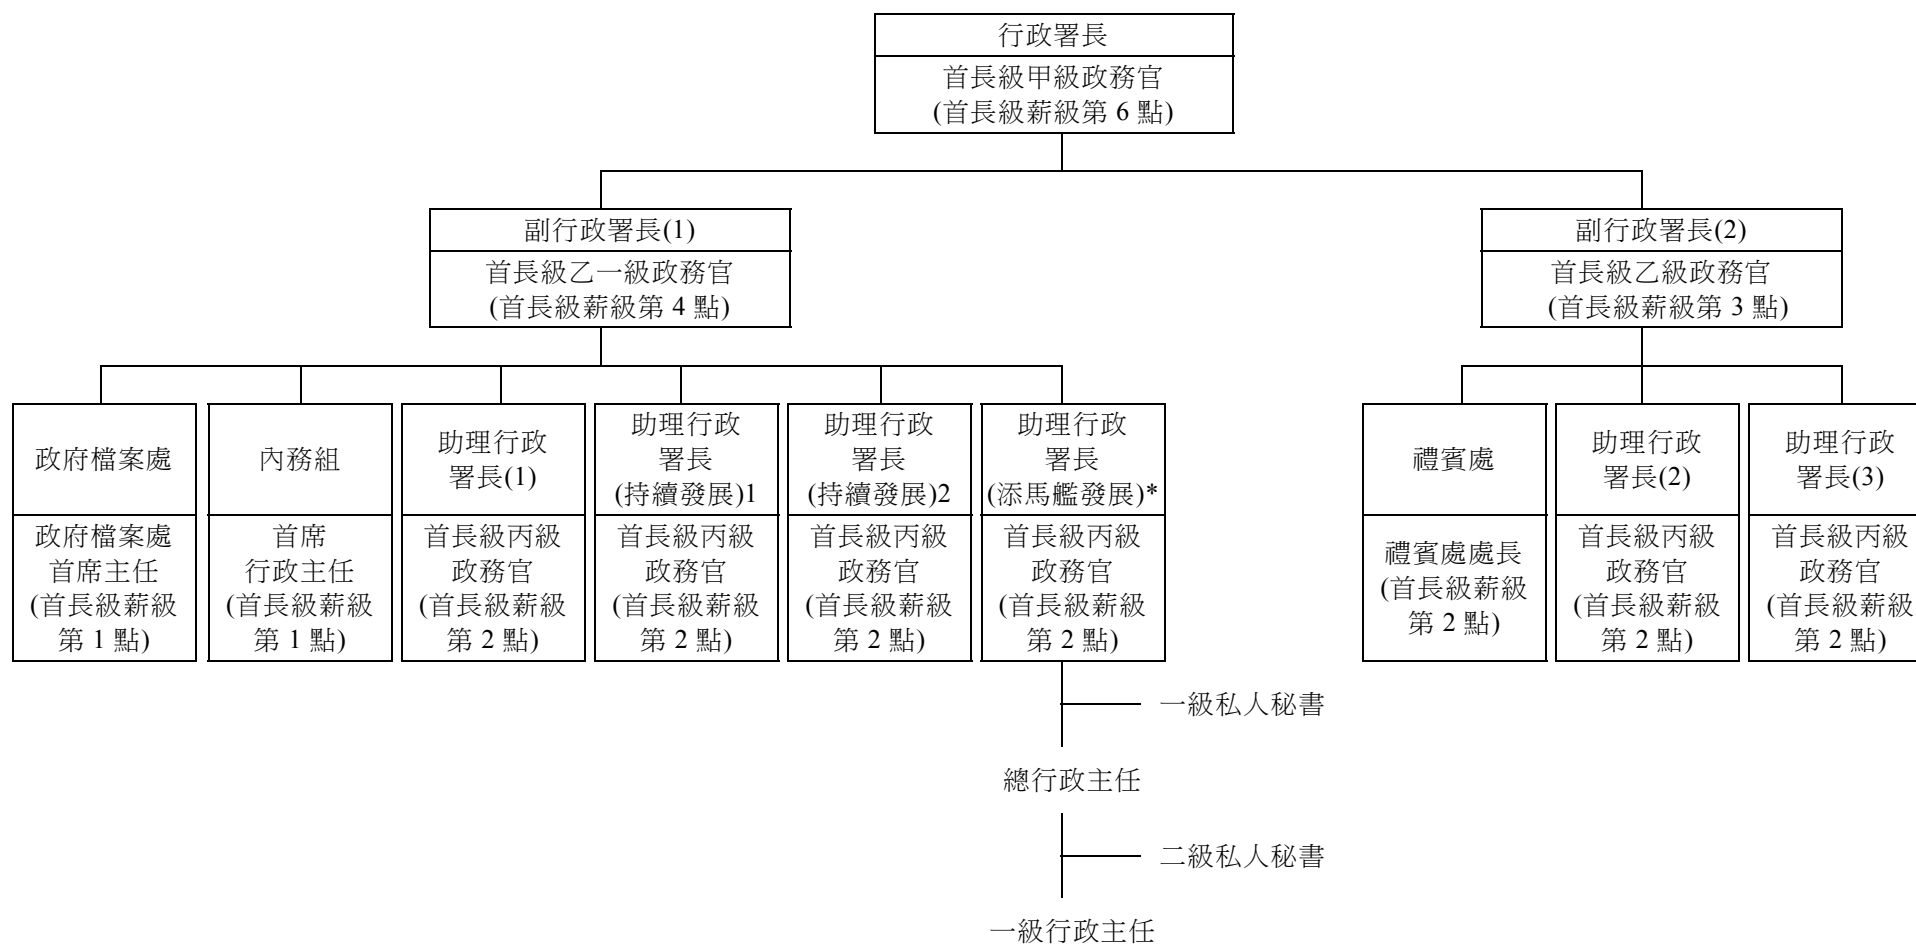 行政署長
首長級甲級政務官
(首長級薪級第 6 點)
副行政署長(1)
首長級乙一級政務官
(首長級薪級第 4 點)
副行政署長(2)
首長級乙級政務官
(首長級薪級第 3 點)
政府檔案處
政府檔案處
首席主任
(首長級薪級
第 1 點)
內務組
首席
行政主任
(首長級薪級
第 1 點)
助理行政
署長(1)
首長級丙級
政務官
(首長級薪級
第 2 點)
助理行政
署長
(持續發展)1
首長級丙級
政務官
(首長級薪級
第 2 點)
助理行政
署長
(持續發展)2
首長級丙級
政務官
(首長級薪級
第 2 點)
助理行政
署長
(添馬艦發展)*
首長級丙級
政務官
(首長級薪級
第 2 點)
禮賓處
禮賓處處長
(首長級薪級
第 2 點)
助理行政
署長(2)
首長級丙級
政務官
(首長級薪級
第 2 點)
助理行政
署長(3)
首長級丙級
政務官
(首長級薪級
第 2 點)
一級私人秘書
總行政主任
二級私人秘書
一級行政主任